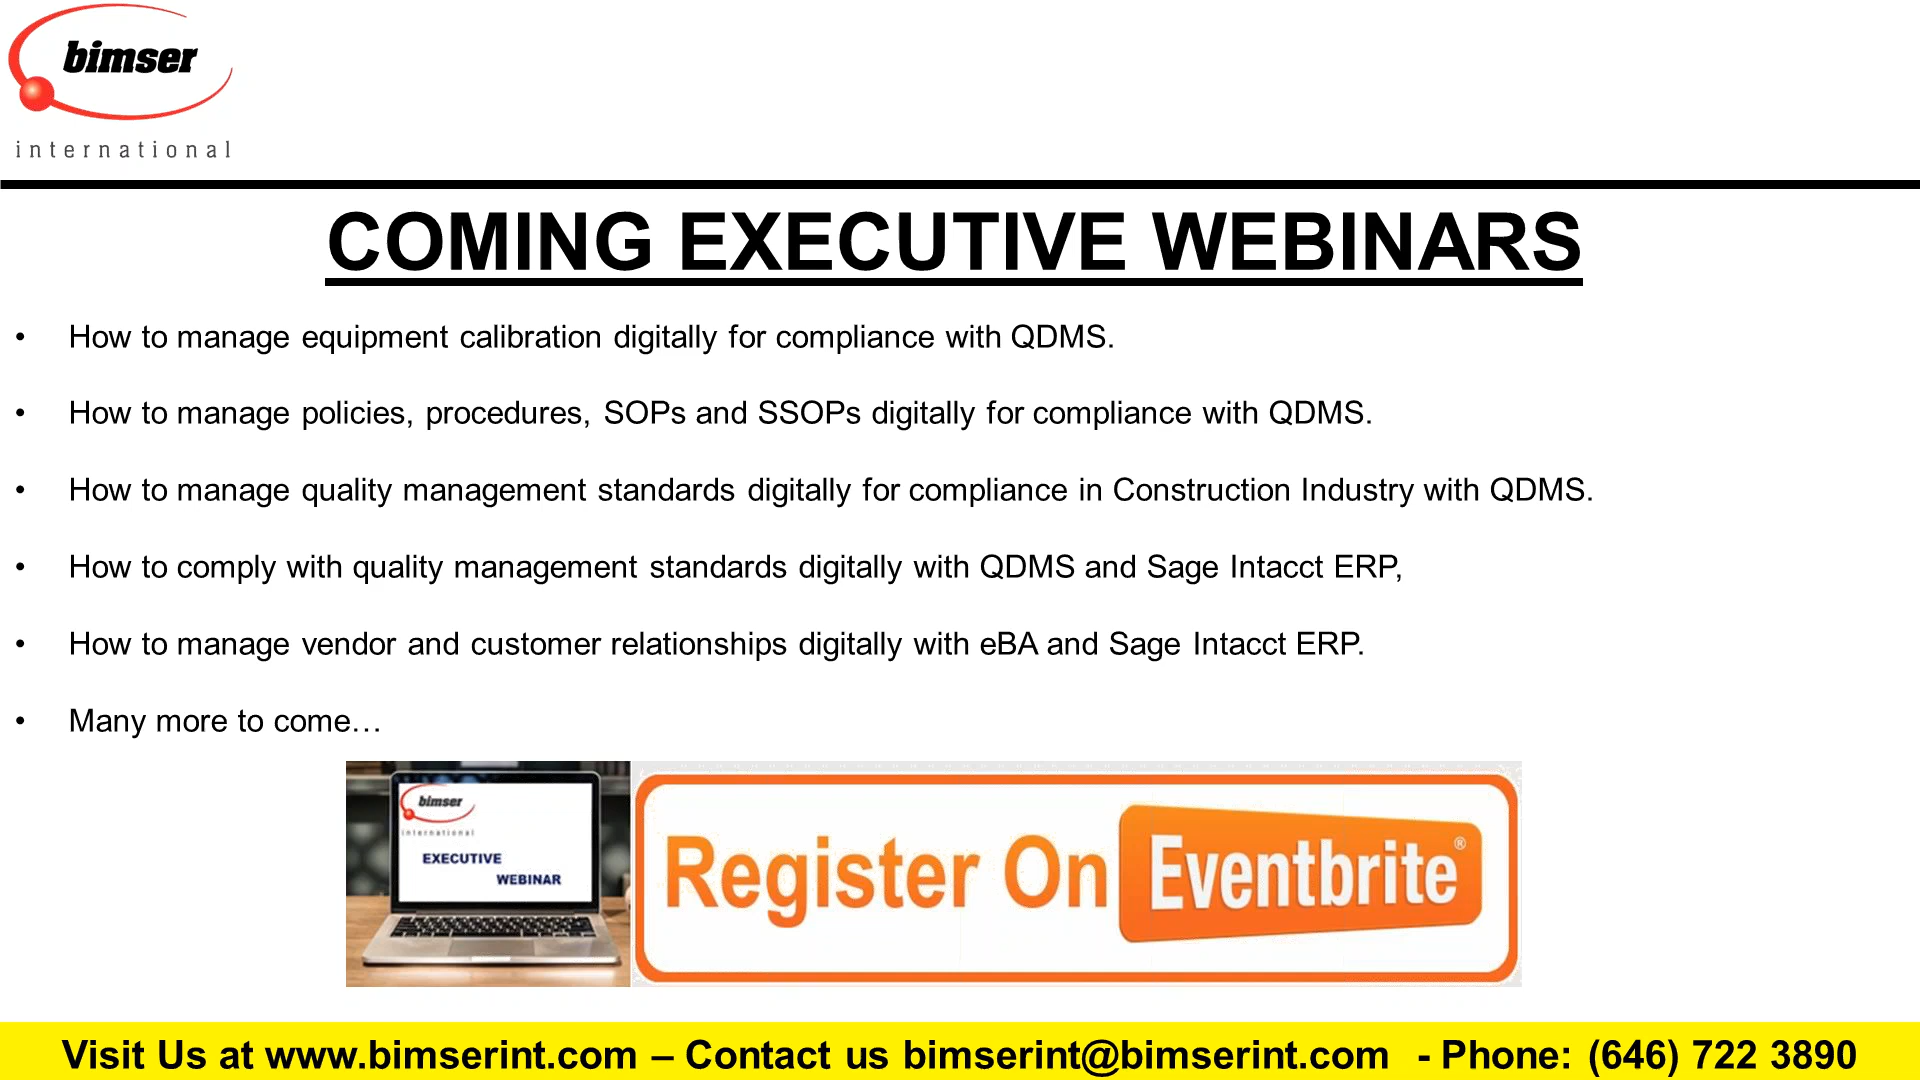 bimser
international
COMING EXECUTIVE WEBINARS
• How to manage equipment calibration digitally for compliance with QDMS.
• How to manage policies, procedures, SOPs and SSOPs digitally for compliance with QDMS.
• How to manage quality management standards digitally for compliance in Construction Industry with QDMS.
• How to comply with quality management standards digitally with QDMS and Sage Intacct ERP,
• How to manage vendor and customer relationships digitally with eBA and Sage Intacct ERP.
• Many more to come…
bimser
international
EXECUTIVE
WEBINAR
Register On Eventbrite®
Visit Us at www.bimserint.com – Contact us bimserint@bimserint.com - Phone: (646) 722 3890